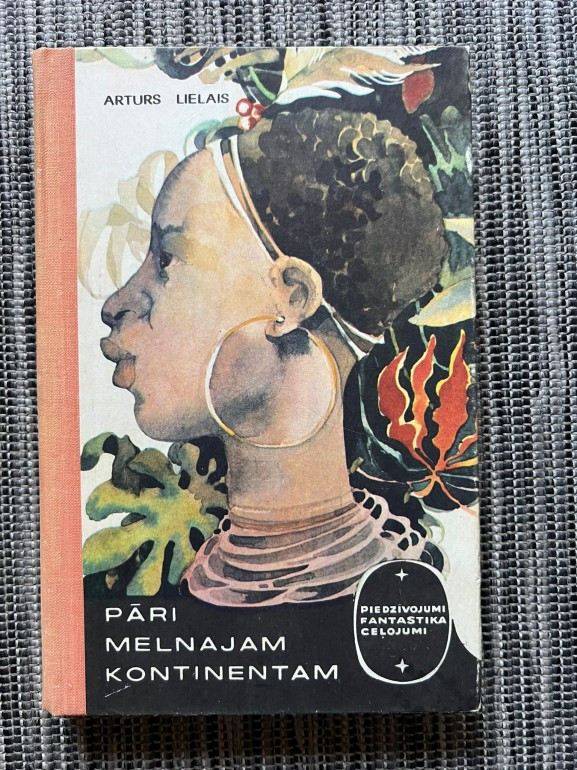 ARTURS LIELAIS
PĀRI
MELNAJAM
KONTINENTAM
PIEDZĪVOJUMI
FANTASTIKA
CEĻOJUMI